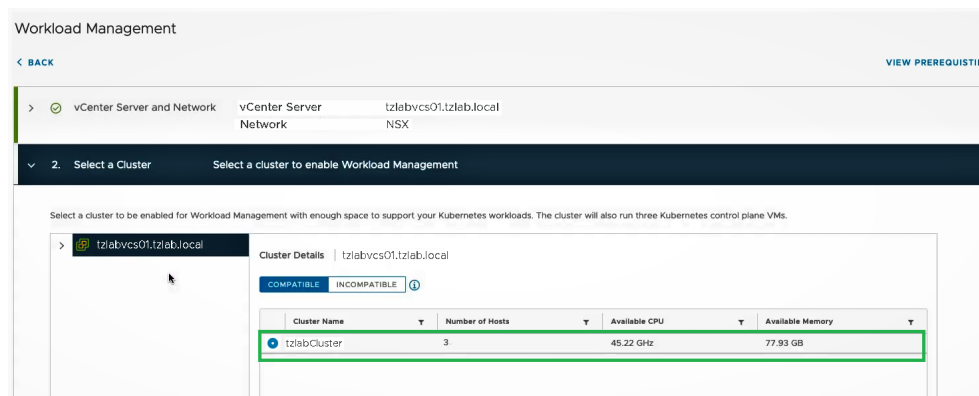 Workload Management
BACK
VIEW PREREQUISTI
vCenter Server and Network vCenter Server tzlabvcs01.tzlab.local
Network NSX
2. Select a Cluster Select a cluster to enable Workload Management
Select a cluster to be enabled for Workload Management with enough space to support your Kubernetes workloads. The cluster will also run three Kubernetes control plane VMs.
tzlabvcs01.tzlab.local
Cluster Details | tzlabvcs01.tzlab.local
COMPATIBLE INCOMPATIBLE
Cluster Name Number of Hosts Available CPU Available Memory
tzlabCluster 3 45.22 GHz 77.93 GB